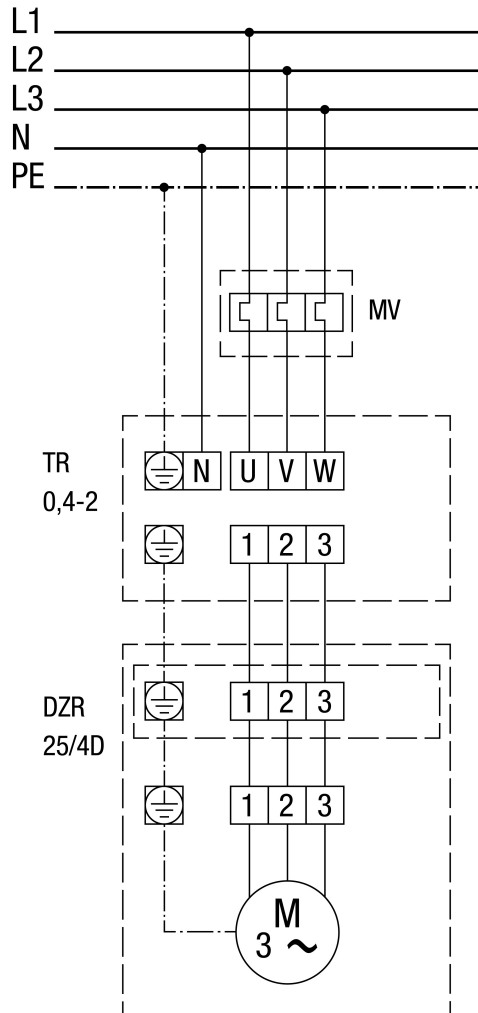 L1
L2
L3
N
PE
MV
TR
0,4-2
N U V W
1 2 3
DZR
25/4D
1 2 3
1 2 3
M
3 ~